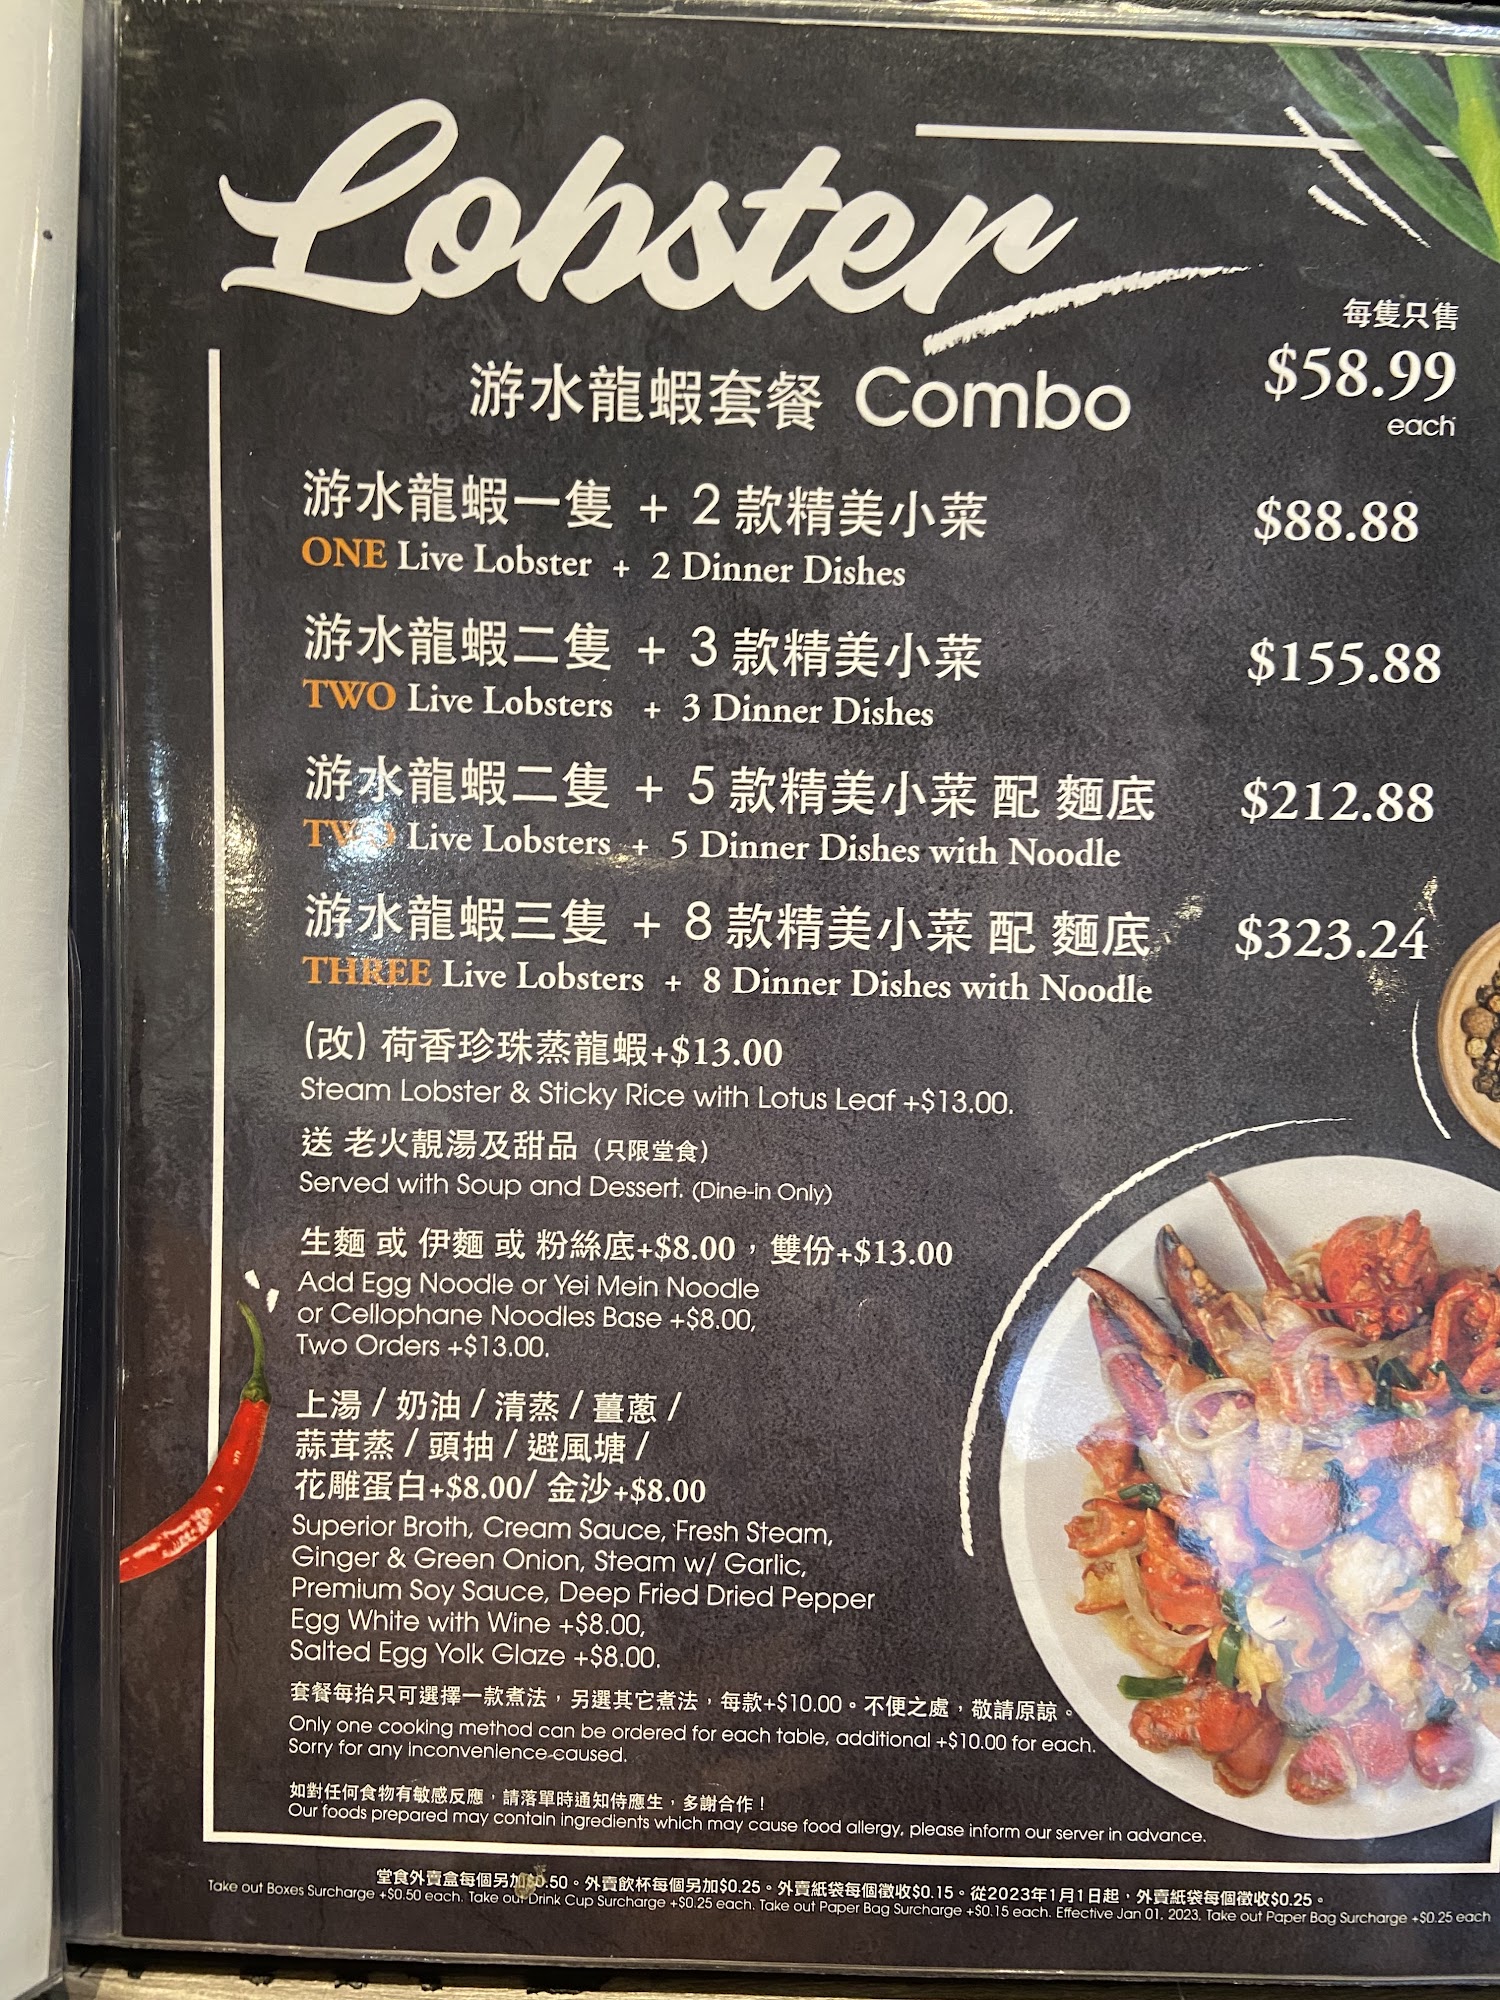 Lobster
每隻只售
$58.99
each
游水龍蝦套餐 Combo
游水龍蝦一隻 + 2 款精美小菜 $88.88
ONE Live Lobster + 2 Dinner Dishes
游水龍蝦二隻 + 3 款精美小菜 $155.88
TWO Live Lobsters + 3 Dinner Dishes
游水龍蝦二隻 + 5 款精美小菜 配 麵底 $212.88
TWO Live Lobsters + 5 Dinner Dishes with Noodle
游水龍蝦三隻 + 8 款精美小菜 配 麵底 $323.24
THREE Live Lobsters + 8 Dinner Dishes with Noodle
(改) 荷香珍珠蒸龍蝦+$13.00
Steam Lobster & Sticky Rice with Lotus Leaf +$13.00.
送 老火靚湯及甜品 (只限堂食)
Served with Soup and Dessert. (Dine-in Only)
生麵 或 伊麵 或 粉絲底+$8.00，雙份+$13.00
Add Egg Noodle or Yei Mein Noodle
or Cellophane Noodles Base +$8.00,
Two Orders +$13.00.
上湯 / 奶油 / 清蒸 / 薑蔥 /
蒜茸蒸 / 頭抽 / 避風塘 /
花雕蛋白+$8.00/ 金沙+$8.00
Superior Broth, Cream Sauce, Fresh Steam,
Ginger & Green Onion, Steam w/ Garlic,
Premium Soy Sauce, Deep Fried Dried Pepper
Egg White with Wine +$8.00,
Salted Egg Yolk Glaze +$8.00.
套餐每抬只可選擇一款煮法，另選其它煮法，每款+$10.00。不便之處，敬請原諒。
Only one cooking method can be ordered for each table, additional +$10.00 for each.
Sorry for any inconvenience caused.
如對任何食物有敏感反應，請落單時通知侍應生，多謝合作！
Our foods prepared may contain ingredients which may cause food allergy, please inform our server in advance.
堂食外賣盒每個另加$0.50。外賣飲杯每個另加$0.25。外賣紙袋每個徵收$0.15。從2023年1月1日起，外賣紙袋每個徵收$0.25。
Take out Boxes Surcharge +$0.50 each. Take out Drink Cup Surcharge +$0.25 each. Take out Paper Bag Surcharge +$0.15 each. Effective Jan 01, 2023, Take out Paper Bag Surcharge +$0.25 each